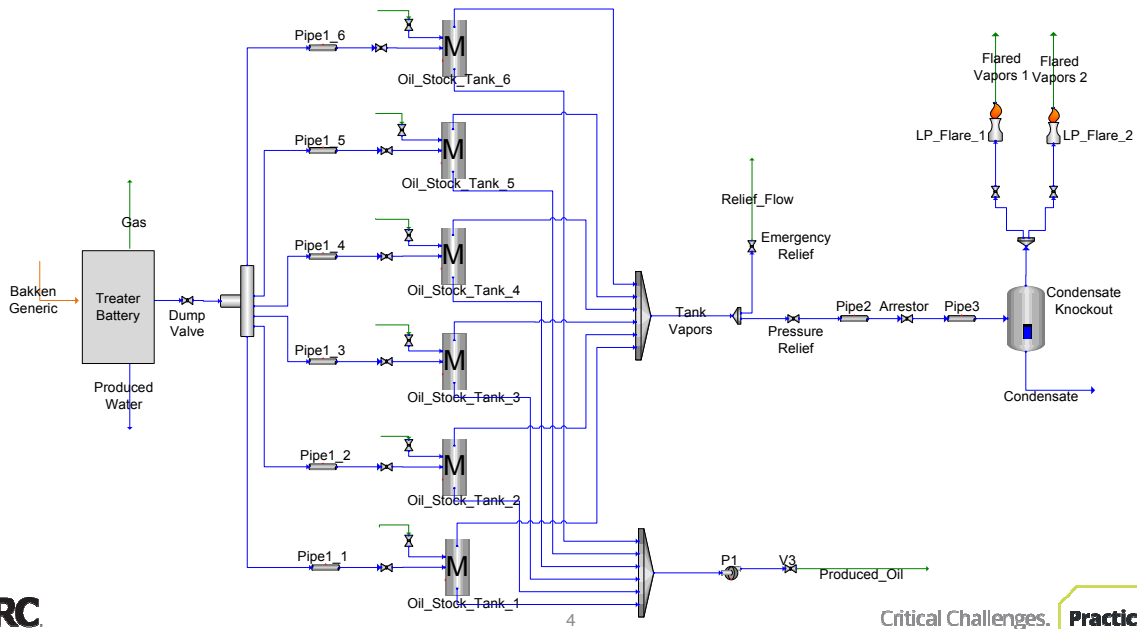 Pipe1_6
M
Oil_Stock_Tank_6
Pipe1_5
M
Oil_Stock_Tank_5
Pipe1_4
M
Oil_Stock_Tank_4
Pipe1_3
M
Oil_Stock_Tank_3
Pipe1_2
M
Oil_Stock_Tank_2
Pipe1_1
M
Oil_Stock_Tank_1
Bakken
Generic
Gas
Treater
Battery
Produced
Water
Dump
Valve
Tank
Vapors
Relief_Flow
Emergency
Relief
Pressure
Relief
Pipe2
Arrestor
Pipe3
Condensate
Knockout
Condensate
Flared
Vapors 1
Flared
Vapors 2
LP_Flare_1
LP_Flare_2
P1
V3
Produced_Oil
RC.
4
Critical Challenges.
Practic